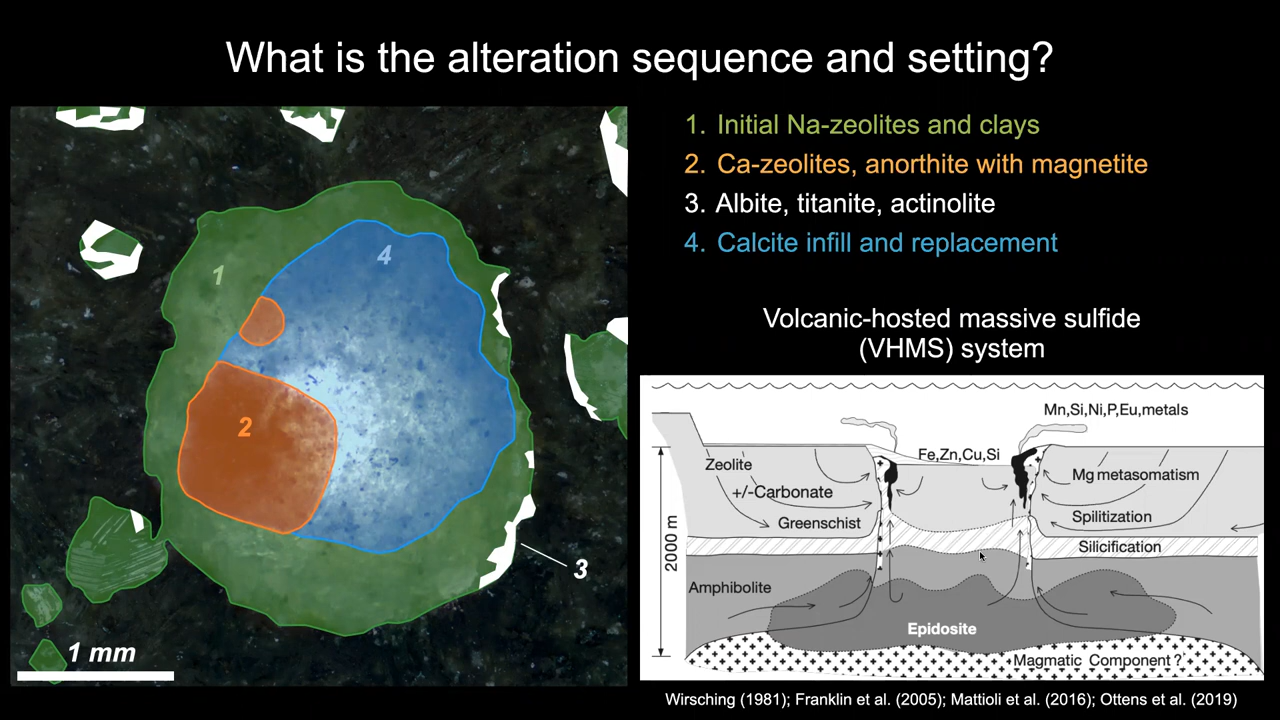 What is the alteration sequence and setting?
1. Initial Na-zeolites and clays
2. Ca-zeolites, anorthite with magnetite
3. Albite, titanite, actinolite
4. Calcite infill and replacement
1
4
2
3
1 mm
Volcanic-hosted massive sulfide
(VHMS) system
Mn,Si,Ni,P,Eu,metals
Fe,Zn,Cu,Si
Zeolite
+/-Carbonate
Greenschist
Mg metasomatism
Spilitization
Silicification
2000 m
Amphibolite
Epidosite
Magmatic Component ?
Wirsching (1981); Franklin et al. (2005); Mattioli et al. (2016); Ottens et al. (2019)